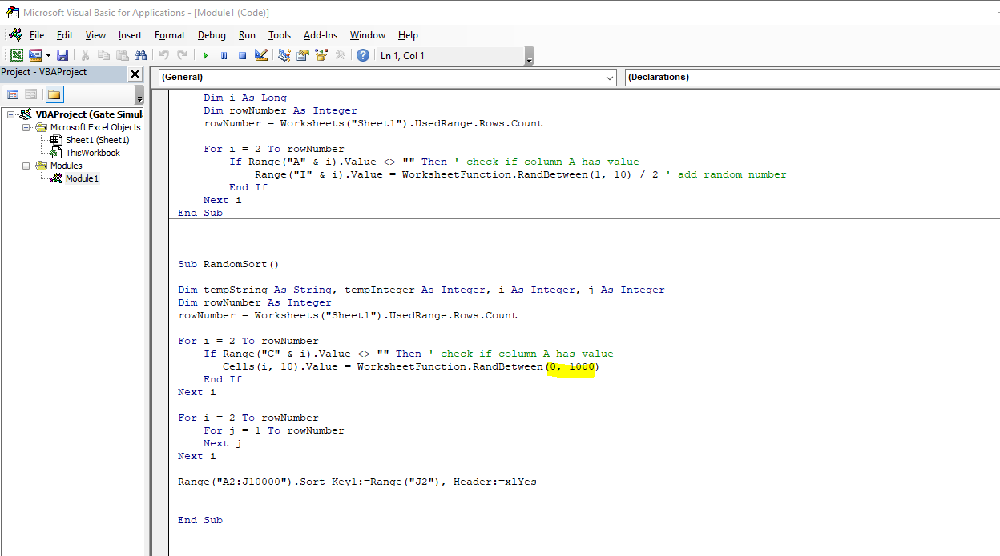 Microsoft Visual Basic for Applications - [Module1 (Code)]
File Edit View Insert Format Debug Run Tools Add-Ins Window Help
Ln 1, Col 1
Project - VBAProject
(General) (Declarations)
VBAProject (Gate Simul
Microsoft Excel Objects
Sheet1 (Sheet1)
ThisWorkbook
Modules
Module1
Dim i As Long
Dim rowNumber As Integer
rowNumber = Worksheets("Sheet1").UsedRange.Rows.Count
For i = 2 To rowNumber
If Range("A" & i).Value <> "" Then ' check if column A has value
Range("I" & i).Value = WorksheetFunction.RandBetween(1, 10) / 2 ' add random number
End If
Next i
End Sub
Sub RandomSort()
Dim tempString As String, tempInteger As Integer, i As Integer, j As Integer
Dim rowNumber As Integer
rowNumber = Worksheets("Sheet1").UsedRange.Rows.Count
For i = 2 To rowNumber
If Range("C" & i).Value <> "" Then ' check if column A has value
Cells(i, 10).Value = WorksheetFunction.RandBetween(0, 1000)
End If
Next i
For i = 2 To rowNumber
For j = 1 To rowNumber
Next j
Next i
Range("A2:J10000").Sort Key1:=Range("J2"), Header:=xlYes
End Sub